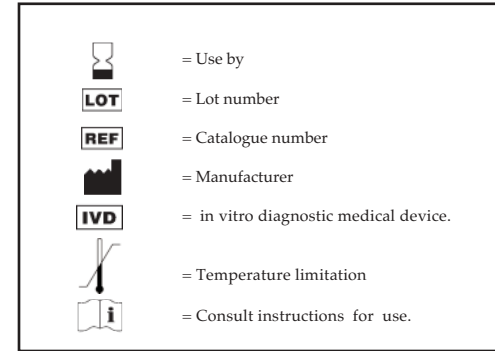 = Use by
LOT = Lot number
REF = Catalogue number
= Manufacturer
IVD = in vitro diagnostic medical device.
= Temperature limitation
i = Consult instructions for use.